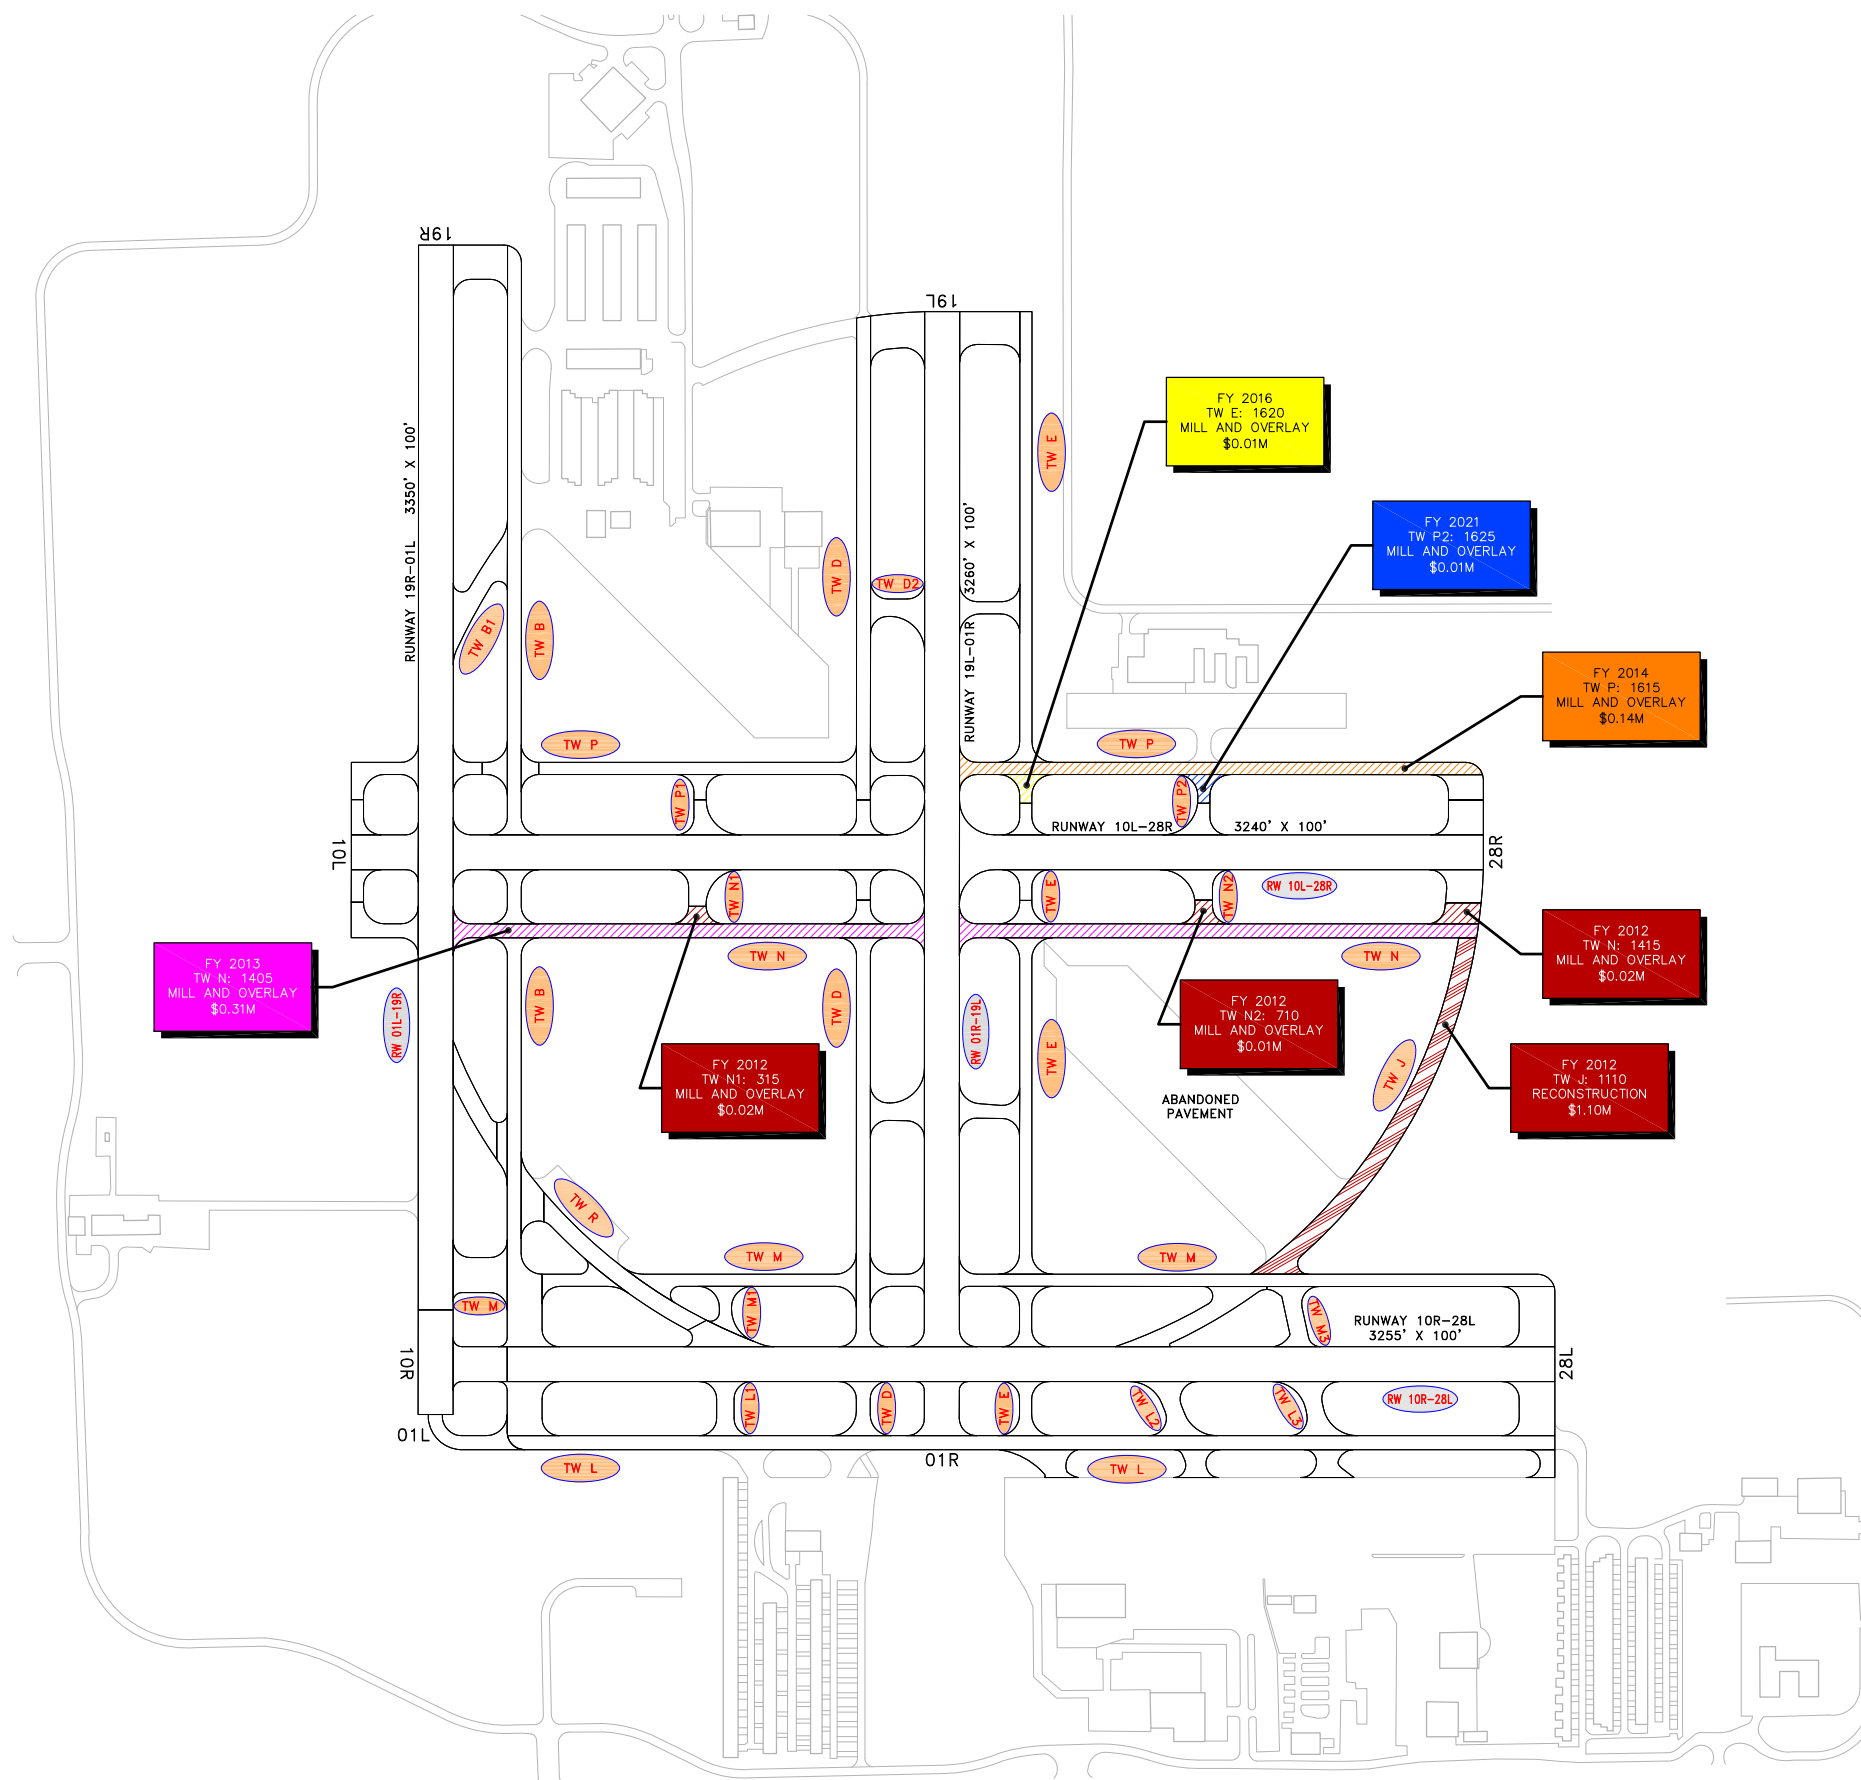 19R
19L
RUNWAY 19R-01L 3350' X 100'
TW E
FY 2016
TW E: 1620
MILL AND OVERLAY
$0.01M
3260' X 100'
RUNWAY 19L-01R
FY 2021
TW P2: 1625
MILL AND OVERLAY
$0.01M
TW D
TW D2
TW B1
TW B
FY 2014
TW P: 1615
MILL AND OVERLAY
$0.14M
TW P
TW P
TW P1
TW P2
RUNWAY 10L-28R
3240' X 100'
10L
28R
TW N1
TW E
TW N2
RW 10L-28R
FY 2013
TW N: 1405
MILL AND OVERLAY
$0.31M
TW N
TW N
FY 2012
TW N: 1415
MILL AND OVERLAY
$0.02M
RW 01L-19R
TW B
TW D
RW 01R-19L
TW E
FY 2012
TW N2: 710
MILL AND OVERLAY
$0.01M
FY 2012
TW N1: 315
MILL AND OVERLAY
$0.02M
TW J
FY 2012
TW J: 1110
RECONSTRUCTION
$1.10M
ABANDONED
PAVEMENT
TW R
TW M
TW M
TW M
TW M1
TW M3
RUNWAY 10R-28L
3255' X 100'
10R
28L
TW L1
TW D
TW E
TW L2
TW L3
RW 10R-28L
01L
01R
TW L
TW L